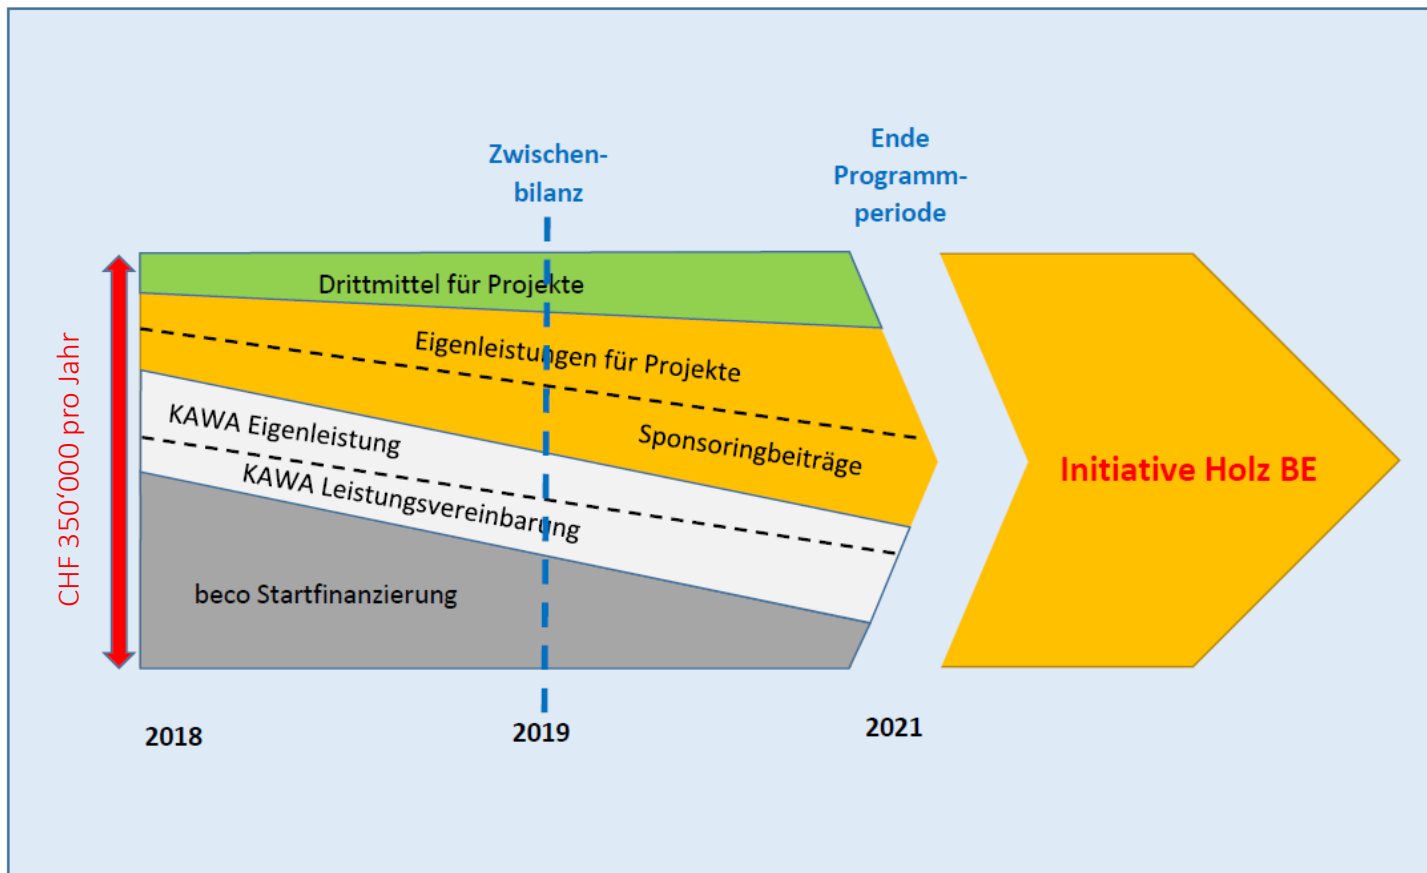 Zwischen-
bilanz
Ende
Programm-
periode
CHF 350‘000 pro Jahr
Drittmittel für Projekte
Eigenleistungen für Projekte
Sponsoringbeiträge
KAWA Eigenleistung
KAWA Leistungsvereinbarung
beco Startfinanzierung
Initiative Holz BE
2018
2019
2021